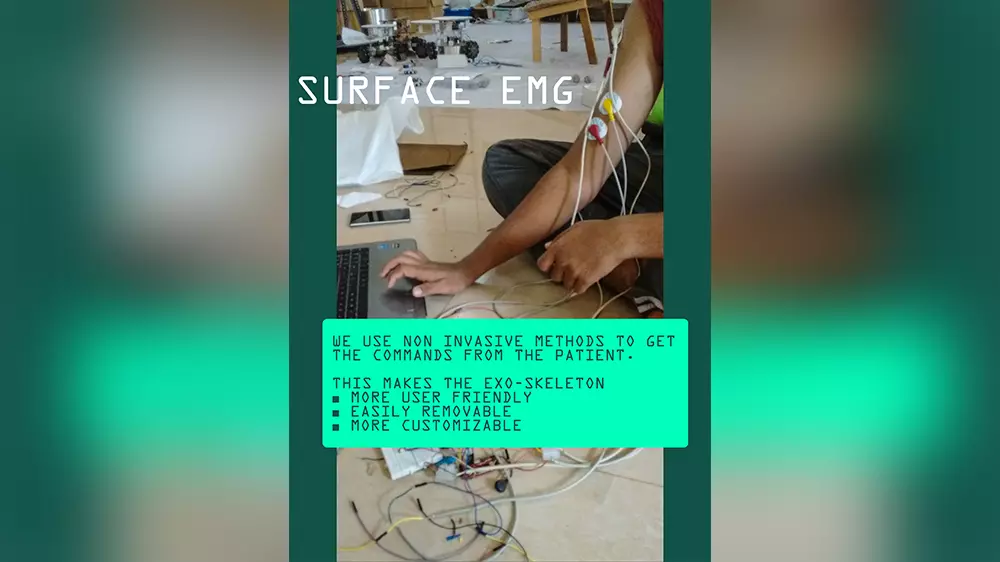 SURFACE EMG
WE USE NON INVASIVE METHODS TO GET
THE COMMANDS FROM THE PATIENT.
THIS MAKES THE EXO-SKELETON
■ MORE USER FRIENDLY
■ EASILY REMOVABLE
■ MORE CUSTOMIZABLE